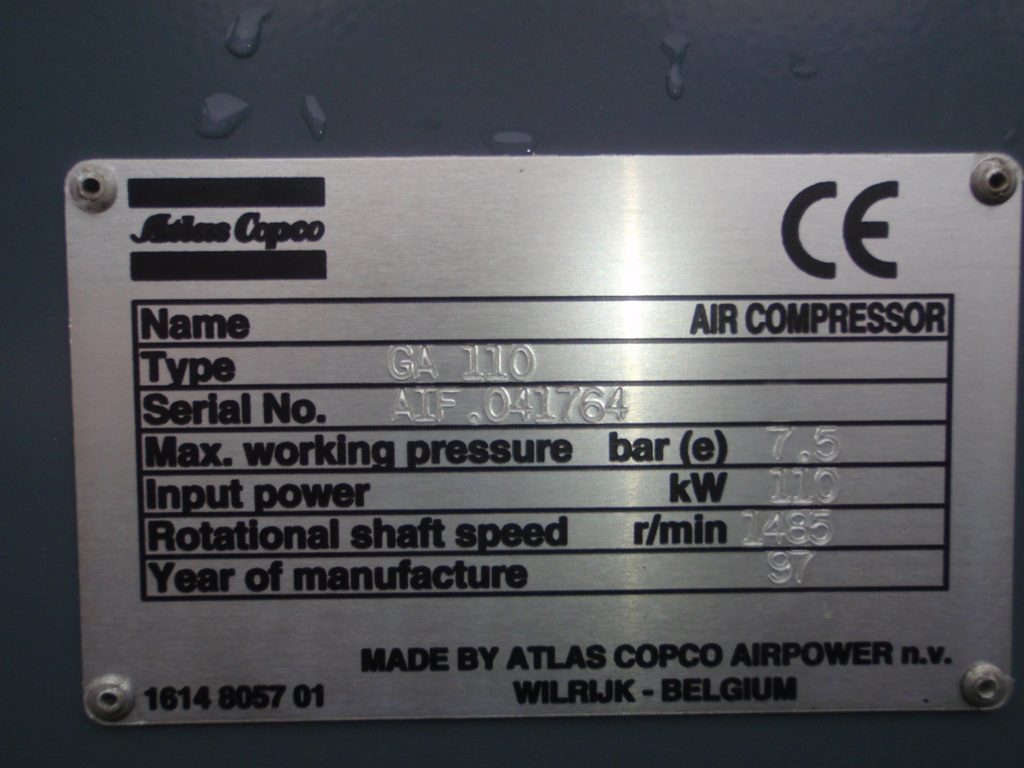 Atlas Copco
CE
Name AIR COMPRESSOR
Type GA 110
Serial No. AIF.041764
Max. working pressure bar (e) 7.5
Input power kW 110
Rotational shaft speed r/min 1485
Year of manufacture 97
MADE BY ATLAS COPCO AIRPOWER n.v.
WILRIJK - BELGIUM
1614 8057 01